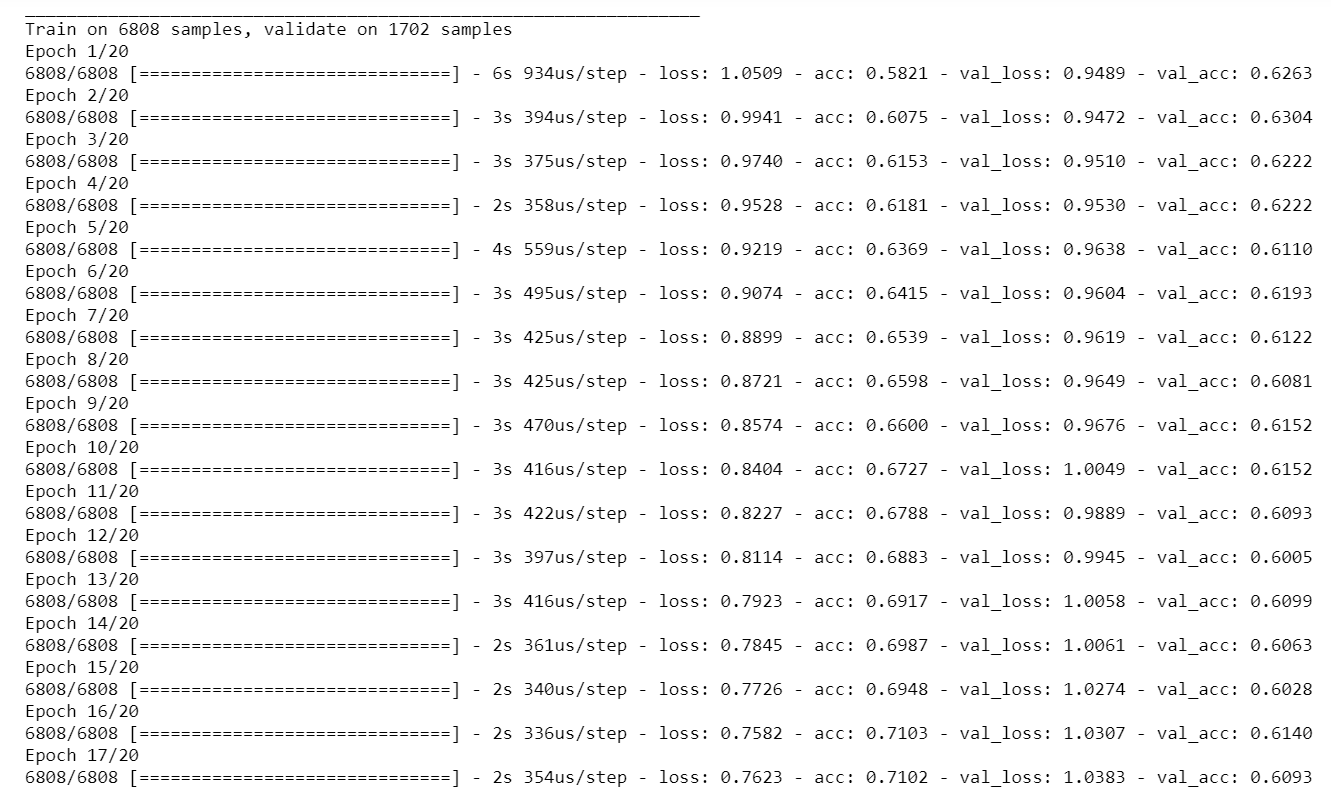 Train on 6808 samples, validate on 1702 samples
Epoch 1/20
6808/6808 [==============================] - 6s 934us/step - loss: 1.0509 - acc: 0.5821 - val_loss: 0.9489 - val_acc: 0.6263
Epoch 2/20
6808/6808 [==============================] - 3s 394us/step - loss: 0.9941 - acc: 0.6075 - val_loss: 0.9472 - val_acc: 0.6304
Epoch 3/20
6808/6808 [==============================] - 3s 375us/step - loss: 0.9740 - acc: 0.6153 - val_loss: 0.9510 - val_acc: 0.6222
Epoch 4/20
6808/6808 [==============================] - 2s 358us/step - loss: 0.9528 - acc: 0.6181 - val_loss: 0.9530 - val_acc: 0.6222
Epoch 5/20
6808/6808 [==============================] - 4s 559us/step - loss: 0.9219 - acc: 0.6369 - val_loss: 0.9638 - val_acc: 0.6110
Epoch 6/20
6808/6808 [==============================] - 3s 495us/step - loss: 0.9074 - acc: 0.6415 - val_loss: 0.9604 - val_acc: 0.6193
Epoch 7/20
6808/6808 [==============================] - 3s 425us/step - loss: 0.8899 - acc: 0.6539 - val_loss: 0.9619 - val_acc: 0.6122
Epoch 8/20
6808/6808 [==============================] - 3s 425us/step - loss: 0.8721 - acc: 0.6598 - val_loss: 0.9649 - val_acc: 0.6081
Epoch 9/20
6808/6808 [==============================] - 3s 470us/step - loss: 0.8574 - acc: 0.6600 - val_loss: 0.9676 - val_acc: 0.6152
Epoch 10/20
6808/6808 [==============================] - 3s 416us/step - loss: 0.8404 - acc: 0.6727 - val_loss: 1.0049 - val_acc: 0.6152
Epoch 11/20
6808/6808 [==============================] - 3s 422us/step - loss: 0.8227 - acc: 0.6788 - val_loss: 0.9889 - val_acc: 0.6093
Epoch 12/20
6808/6808 [==============================] - 3s 397us/step - loss: 0.8114 - acc: 0.6883 - val_loss: 0.9945 - val_acc: 0.6005
Epoch 13/20
6808/6808 [==============================] - 3s 416us/step - loss: 0.7923 - acc: 0.6917 - val_loss: 1.0058 - val_acc: 0.6099
Epoch 14/20
6808/6808 [==============================] - 2s 361us/step - loss: 0.7845 - acc: 0.6987 - val_loss: 1.0061 - val_acc: 0.6063
Epoch 15/20
6808/6808 [==============================] - 2s 340us/step - loss: 0.7726 - acc: 0.6948 - val_loss: 1.0274 - val_acc: 0.6028
Epoch 16/20
6808/6808 [==============================] - 2s 336us/step - loss: 0.7582 - acc: 0.7103 - val_loss: 1.0307 - val_acc: 0.6140
Epoch 17/20
6808/6808 [==============================] - 2s 354us/step - loss: 0.7623 - acc: 0.7102 - val_loss: 1.0383 - val_acc: 0.6093